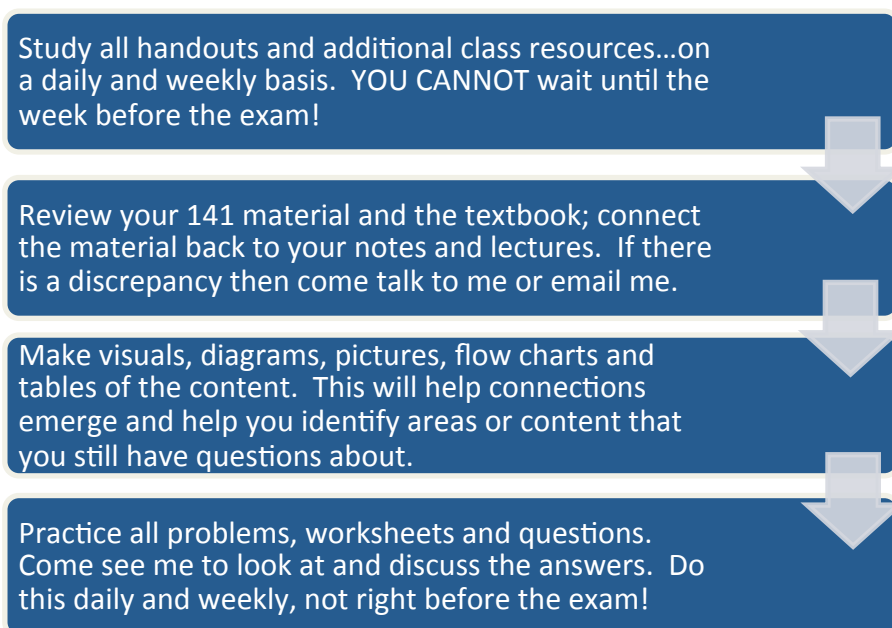 Study all handouts and additional class resources…on
a daily and weekly basis.  YOU CANNOT wait until the
week before the exam!
Review your 141 material and the textbook; connect
the material back to your notes and lectures.  If there
is a discrepancy then come talk to me or email me.
Make visuals, diagrams, pictures, flow charts and
tables of the content.  This will help connections
emerge and help you identify areas or content that
you still have questions about.
Practice all problems, worksheets and questions.
Come see me to look at and discuss the answers.  Do
this daily and weekly, not right before the exam!